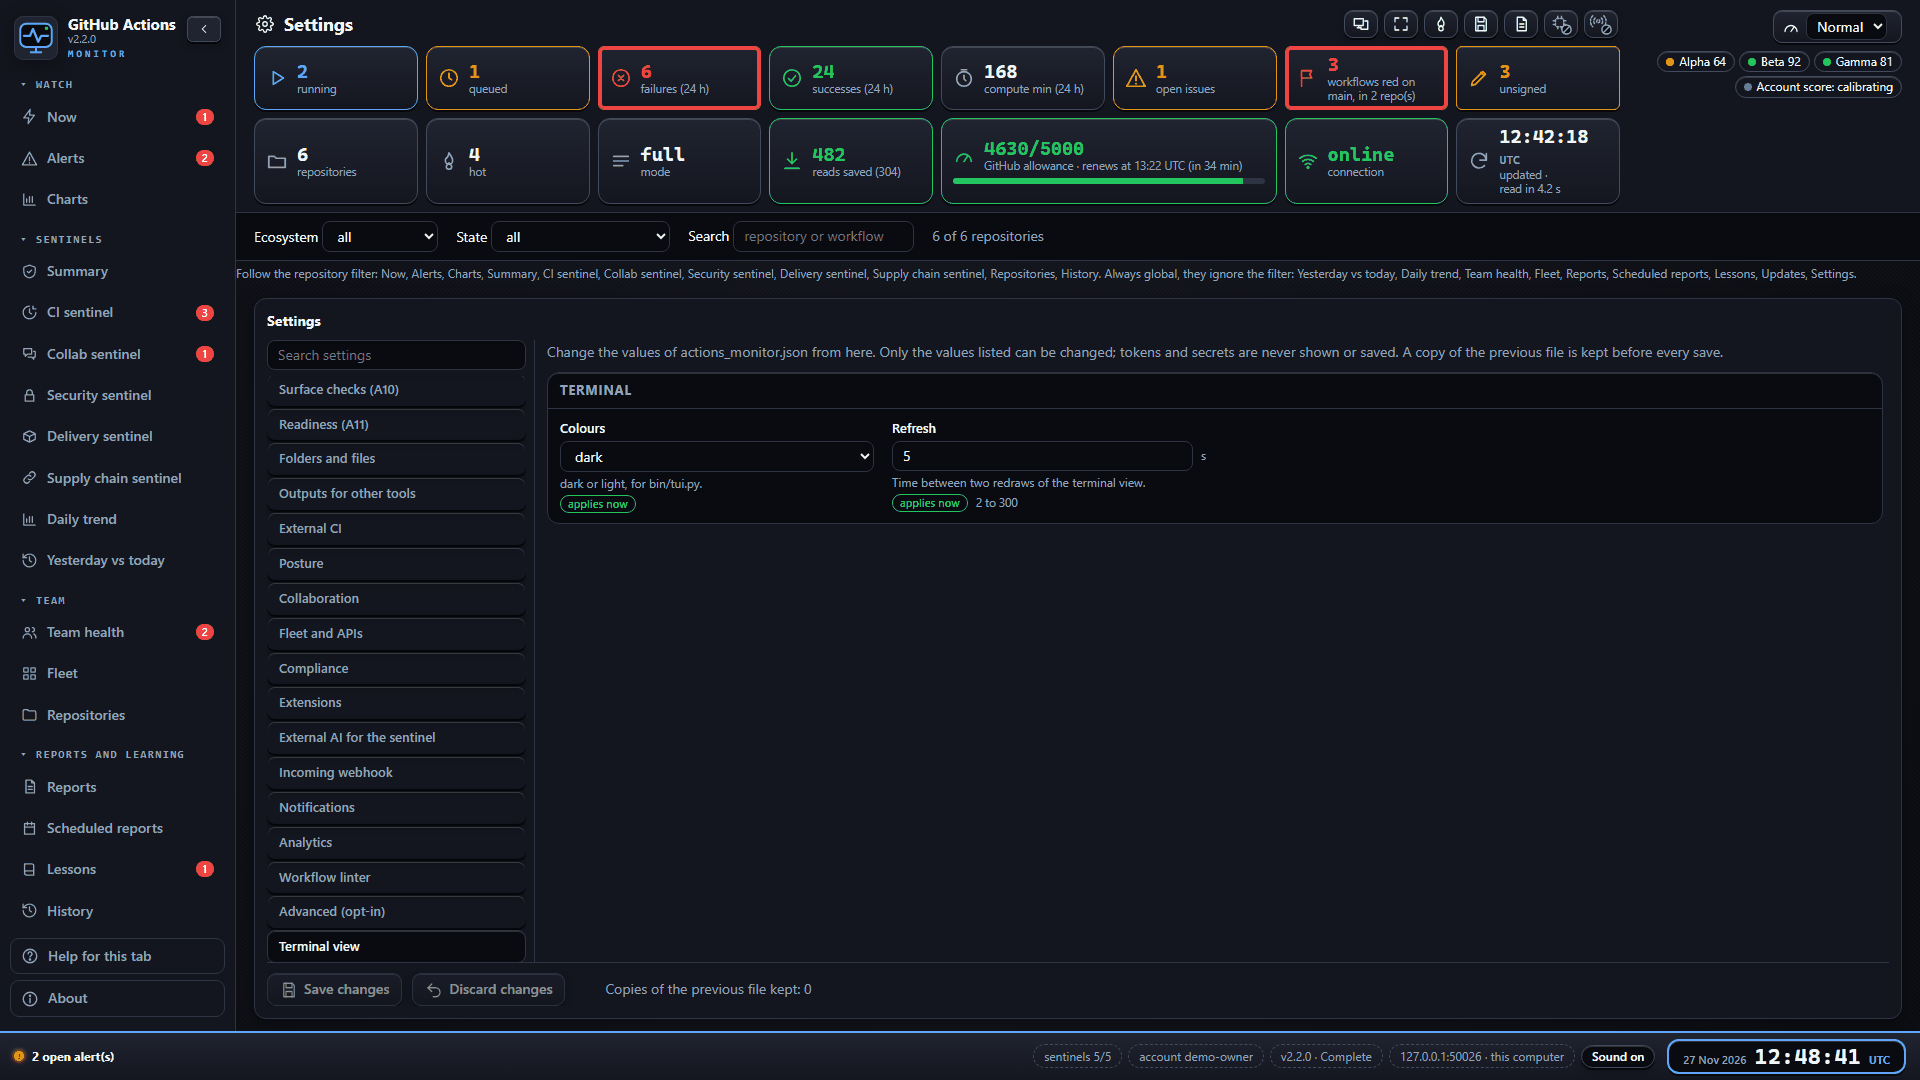 GitHub Actions
v2.2.0
MONITOR
WATCH
Now 1
Alerts 2
Charts
SENTINELS
Summary
CI sentinel 3
Collab sentinel 1
Security sentinel
Delivery sentinel
Supply chain sentinel
Daily trend
Yesterday vs today
TEAM
Team health 2
Fleet
Repositories
REPORTS AND LEARNING
Reports
Scheduled reports
Lessons 1
History
Help for this tab
About
Settings
Normal
2
running
1
queued
6
failures (24 h)
24
successes (24 h)
168
compute min (24 h)
1
open issues
3
workflows red on
main, in 2 repo(s)
3
unsigned
Alpha 64
Beta 92
Gamma 81
Account score: calibrating
6
repositories
4
hot
full
mode
482
reads saved (304)
4630/5000
GitHub allowance · renews at 13:22 UTC (in 34 min)
online
connection
12:42:18
UTC
updated ·
read in 4.2 s
Ecosystem all State all Search repository or workflow 6 of 6 repositories
Follow the repository filter: Now, Alerts, Charts, Summary, CI sentinel, Collab sentinel, Security sentinel, Delivery sentinel, Supply chain sentinel, Repositories, History. Always global, they ignore the filter: Yesterday vs today, Daily trend, Team health, Fleet, Reports, Scheduled reports, Lessons, Updates, Settings.
Settings
Search settings
Surface checks (A10)
Readiness (A11)
Folders and files
Outputs for other tools
External CI
Posture
Collaboration
Fleet and APIs
Compliance
Extensions
External AI for the sentinel
Incoming webhook
Notifications
Analytics
Workflow linter
Advanced (opt-in)
Terminal view
Change the values of actions_monitor.json from here. Only the values listed can be changed; tokens and secrets are never shown or saved. A copy of the previous file is kept before every save.
TERMINAL
Colours
dark
dark or light, for bin/tui.py.
applies now
Refresh
5 s
Time between two redraws of the terminal view.
applies now 2 to 300
Save changes
Discard changes
Copies of the previous file kept: 0
2 open alert(s)
sentinels 5/5
account demo-owner
v2.2.0 · Complete
127.0.0.1:50026 · this computer
Sound on
27 Nov 2026 12:48:41 UTC